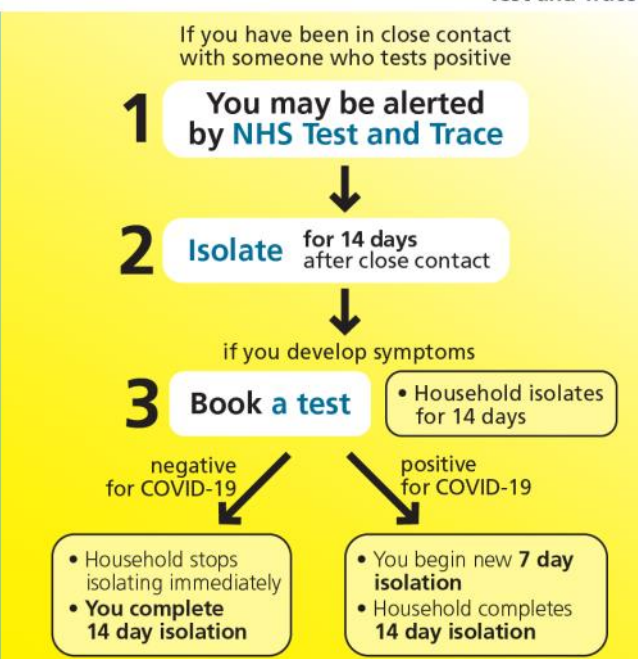 If you have been in close contact
with someone who tests positive
1 You may be alerted
by NHS Test and Trace
2 Isolate for 14 days
after close contact
if you develop symptoms
3 Book a test
• Household isolates
for 14 days
negative
for COVID-19
positive
for COVID-19
• Household stops
isolating immediately
• You complete
14 day isolation
• You begin new 7 day
isolation
• Household completes
14 day isolation